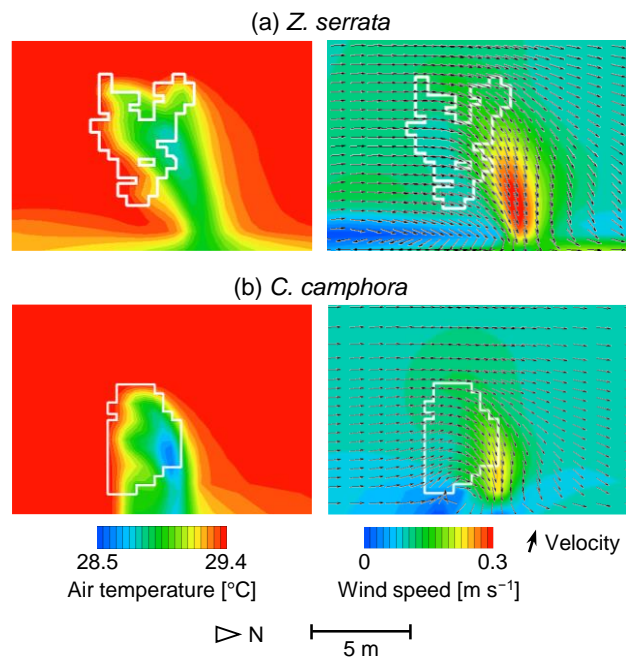 (a) Z. serrata
(b) C. camphora
28.5 29.4
Air temperature [°C]
0 0.3
Wind speed [m s⁻¹]
Velocity
N
5 m